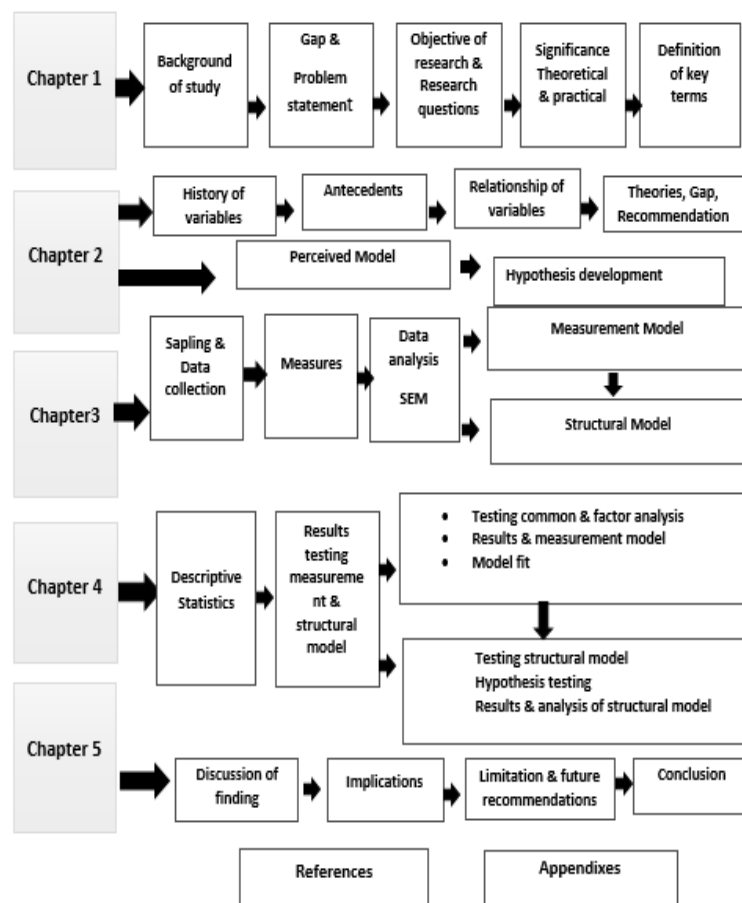 Chapter 1
Background
of study
Gap &
Problem
statement
Objective of
research &
Research
questions
Significance
Theoretical
& practical
Definition
of key
terms
Chapter 2
History of
variables
Antecedents
Relationship of
variables
Theories, Gap,
Recommendation
Perceived Model
Hypothesis development
Chapter3
Sapling &
Data
collection
Measures
Data
analysis
SEM
Measurement Model
Structural Model
Chapter 4
Descriptive
Statistics
Results
testing
measureme
nt &
structural
model
• Testing common & factor analysis
• Results & measurement model
• Model fit
Testing structural model
Hypothesis testing
Results & analysis of structural model
Chapter 5
Discussion of
finding
Implications
Limitation & future
recommendations
Conclusion
References
Appendixes